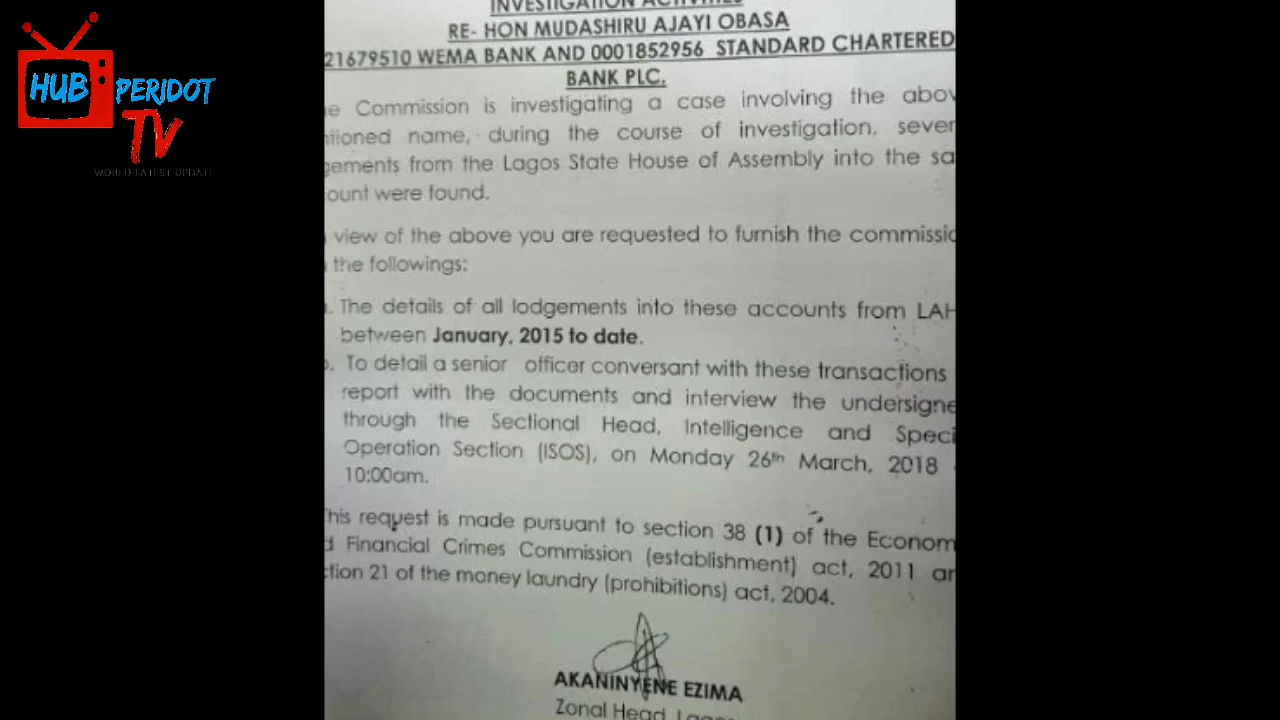 HUB PERIDOT
TV
WORLD LATEST UPDATE
INVESTIGATION ACTIVITIES
RE- HON MUDASHIRU AJAYI OBASA
21679510 WEMA BANK AND 0001852956 STANDARD CHARTERED
BANK PLC.
e Commission is investigating a case involving the abov
tioned name, during the course of investigation, sever
gements from the Lagos State House of Assembly into the sa
ount were found.
view of the above you are requested to furnish the commissio
the followings:
. The details of all lodgements into these accounts from LAH
between January, 2015 to date.
. To detail a senior officer conversant with these transactions
report with the documents and interview the undersigne
through the Sectional Head, Intelligence and Speci
Operation Section (ISOS), on Monday 26th March, 2018
10:00am.
This request is made pursuant to section 38 (1) of the Econom
d Financial Crimes Commission (establishment) act, 2011 an
ction 21 of the money laundry (prohibitions) act, 2004.
AKANINYENE EZIMA
Zonal Head, Lagos